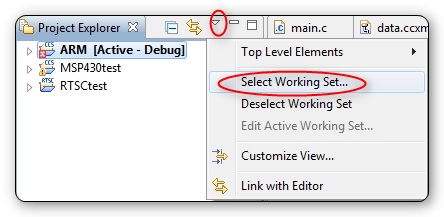 Project Explorer
main.c
data.ccxm
CCS
ARM [Active - Debug]
CCS
MSP430test
RTSC
RTSCtest
Top Level Elements
Select Working Set...
Deselect Working Set
Edit Active Working Set...
Customize View...
Link with Editor